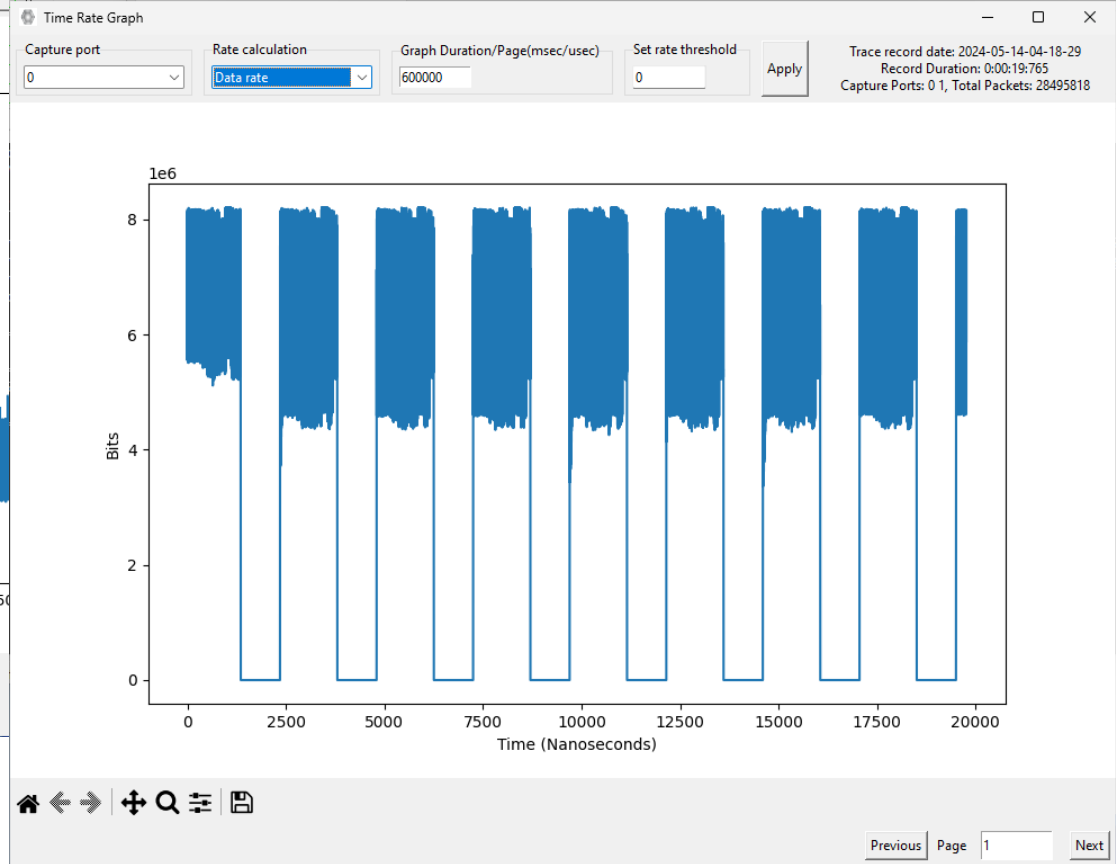 Time Rate Graph
Capture port
0
Rate calculation
Data rate
Graph Duration/Page(msec/usec)
600000
Set rate threshold
0
Apply
Trace record date: 2024-05-14-04-18-29
Record Duration: 0:00:19:765
Capture Ports: 0 1, Total Packets: 28495818
1e6
8
6
4
2
0
Bits
0 2500 5000 7500 10000 12500 15000 17500 20000
Time (Nanoseconds)
Previous Page 1 Next